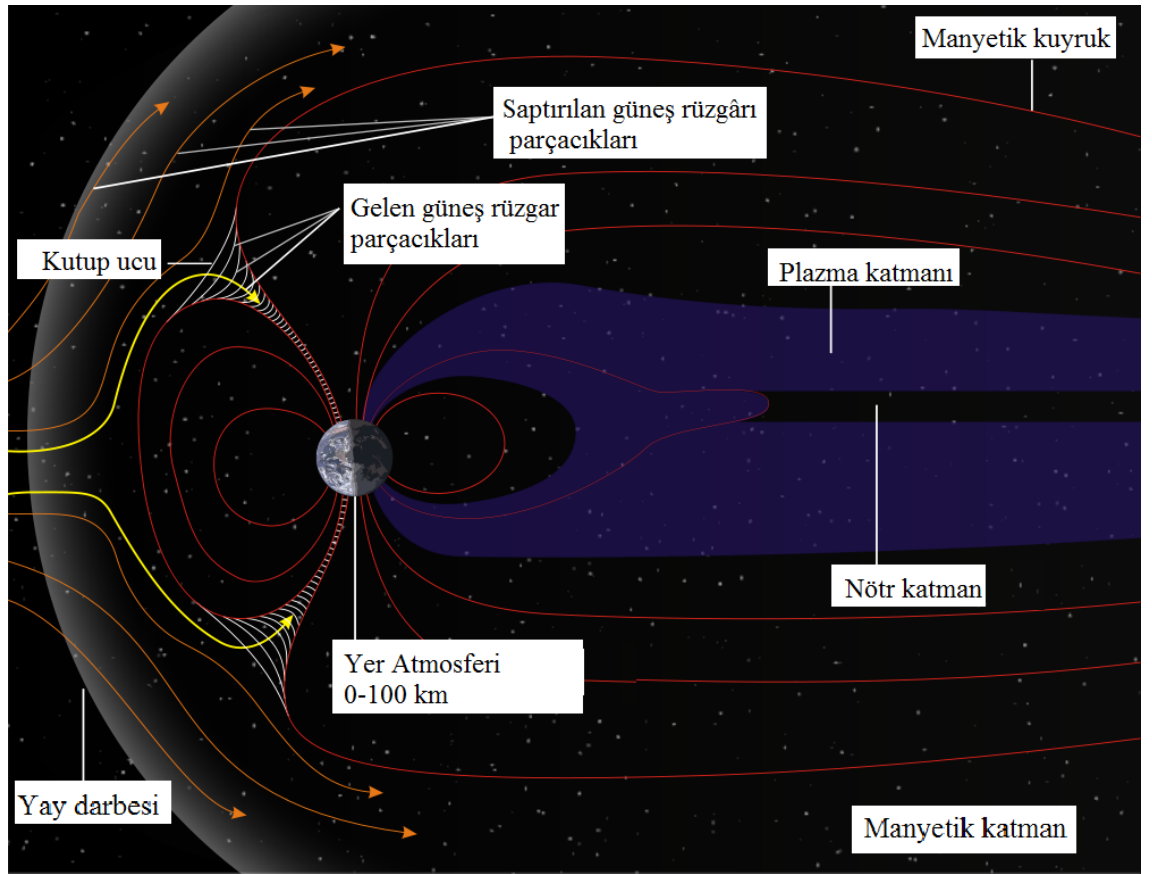 Manyetik kuyruk
Saptırılan güneş rüzgârı
parçacıkları
Gelen güneş rüzgar
parçacıkları
Kutup ucu
Plazma katmanı
Nötr katman
Yer Atmosferi
0-100 km
Yay darbesi
Manyetik katman